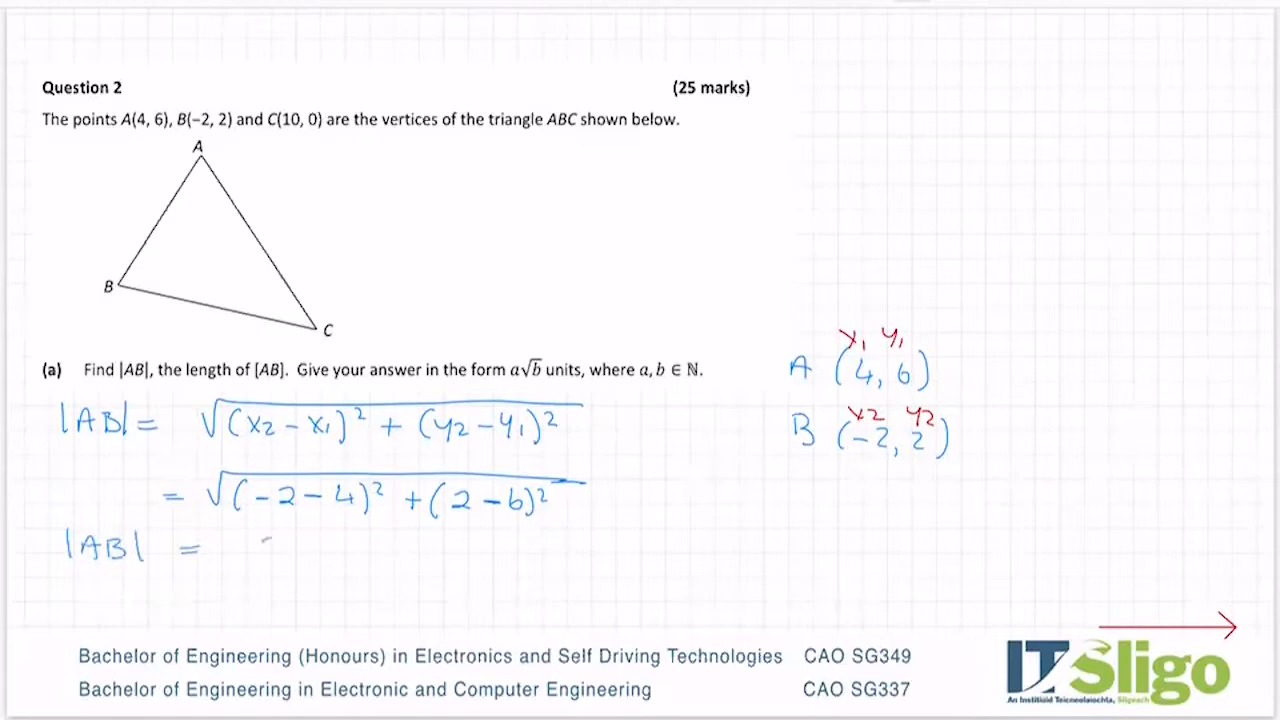 Question 2 (25 marks)
The points A(4, 6), B(−2, 2) and C(10, 0) are the vertices of the triangle ABC shown below.
A
B
C
(a) Find |AB|, the length of [AB]. Give your answer in the form a√b units, where a, b ∈ ℕ.
x₁ y₁
A (4, 6)
x2 y2
B (−2, 2)
|AB| = √(x₂ − x₁)² + (y₂ − y₁)²
= √(−2 − 4)² + (2 − 6)²
|AB| =
Bachelor of Engineering (Honours) in Electronics and Self Driving Technologies CAO SG349
Bachelor of Engineering in Electronic and Computer Engineering CAO SG337
IT Sligo
An Institiúid Teicneolaíochta, Sligeach